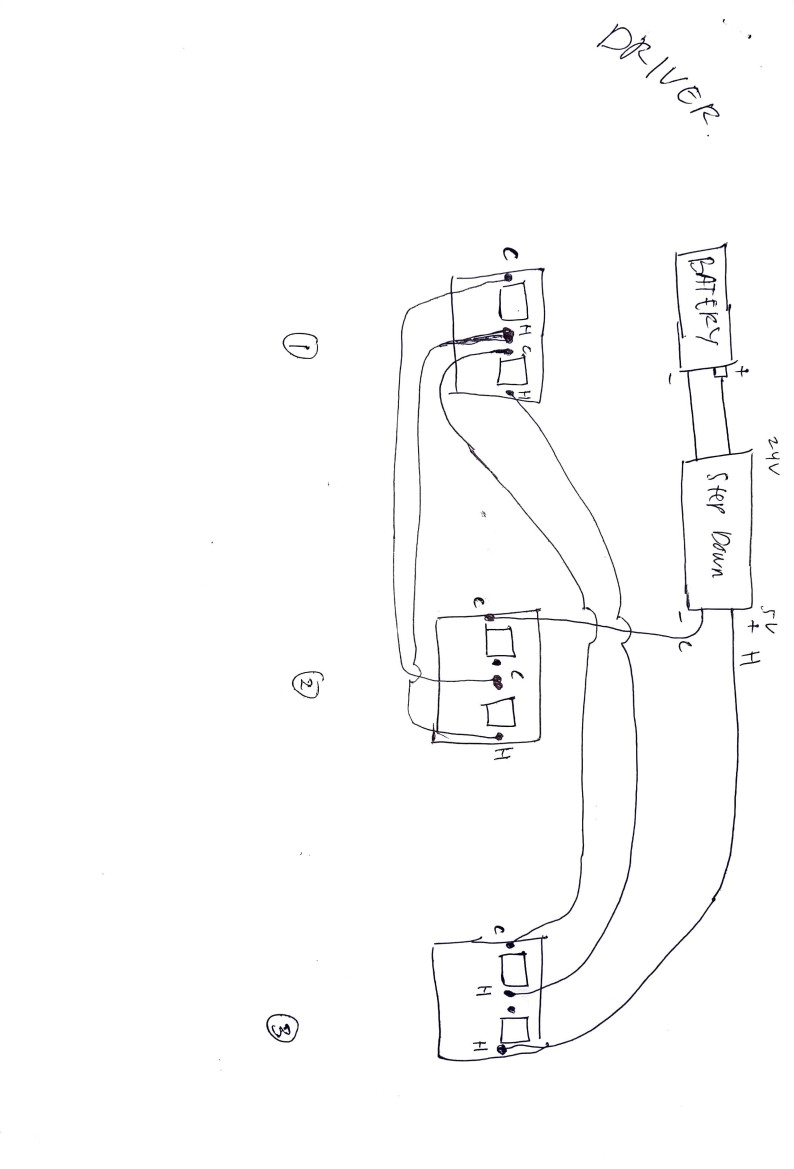 DRIVER.
24V
5V
+
+ H
BATTERY
Step Down
-
- C
C
H C
H
C
C
H
C
H
H
1
2
3